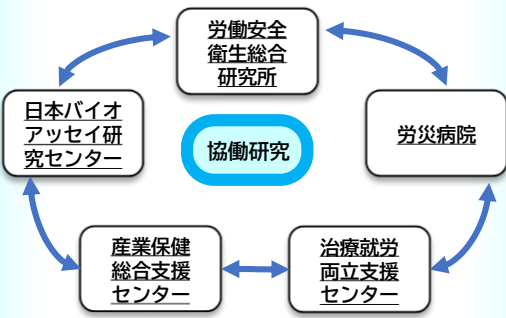 労働安全
衛生総合
研究所
日本バイオ
アッセイ研
究センター
協働研究
労災病院
産業保健
総合支援
センター
治療就労
両立支援
センター